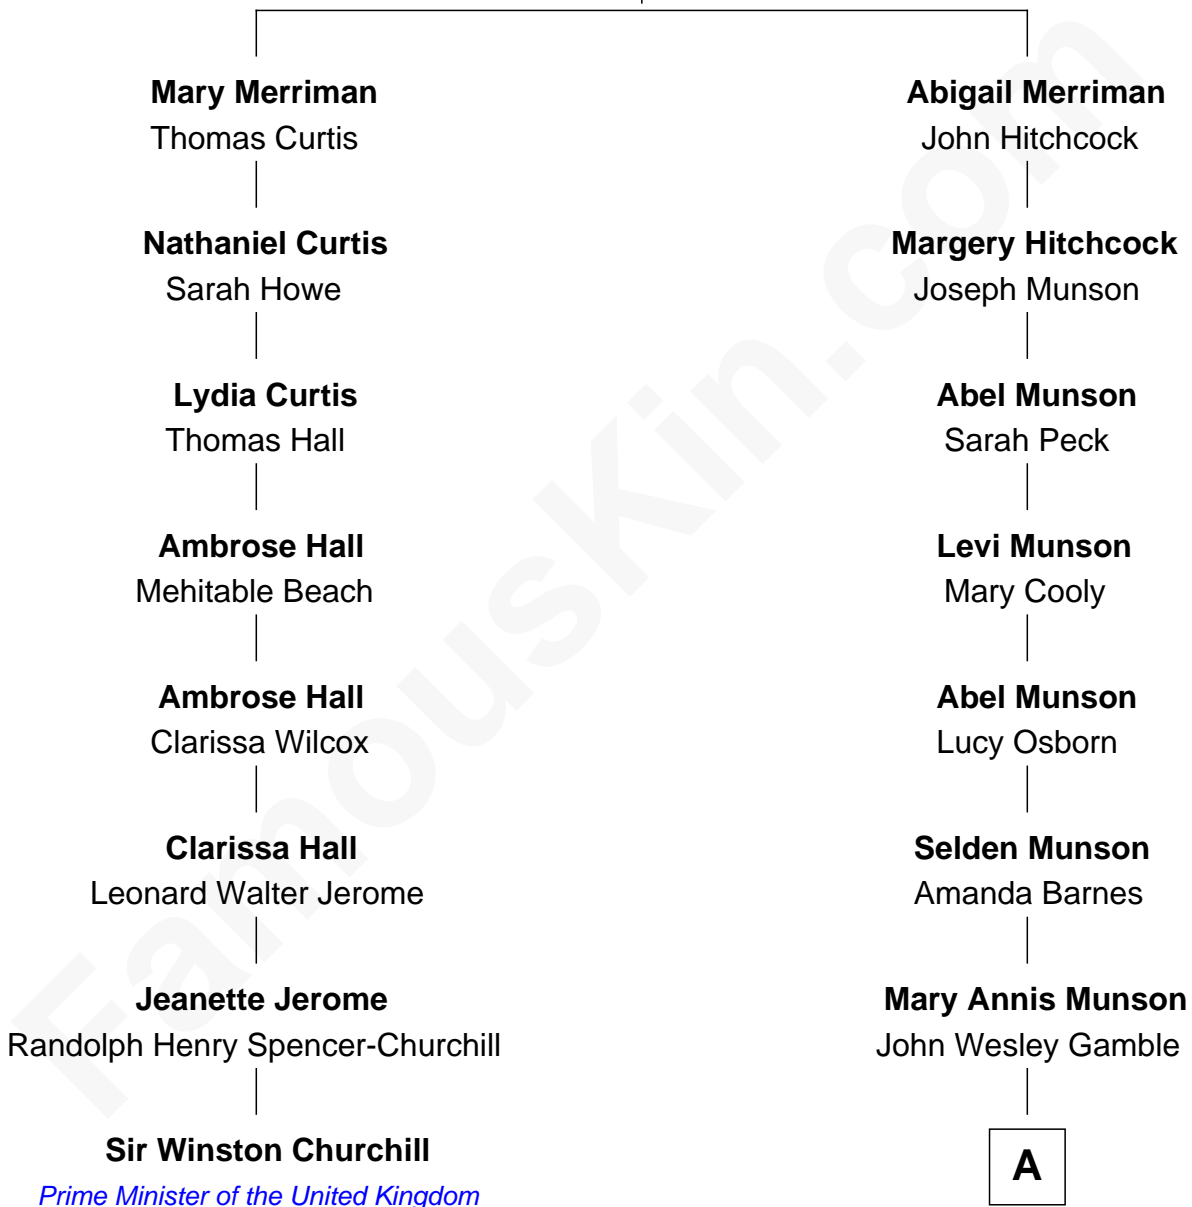 Mary Merriman
Thomas Curtis
Abigail Merriman
John Hitchcock
Nathaniel Curtis
Sarah Howe
Margery Hitchcock
Joseph Munson
Lydia Curtis
Thomas Hall
Abel Munson
Sarah Peck
Ambrose Hall
Mehitable Beach
Levi Munson
Mary Cooly
Ambrose Hall
Clarissa Wilcox
Abel Munson
Lucy Osborn
Clarissa Hall
Leonard Walter Jerome
Selden Munson
Amanda Barnes
Jeanette Jerome
Randolph Henry Spencer-Churchill
Mary Annis Munson
John Wesley Gamble
Sir Winston Churchill
Prime Minister of the United Kingdom
A
FamousKin.com